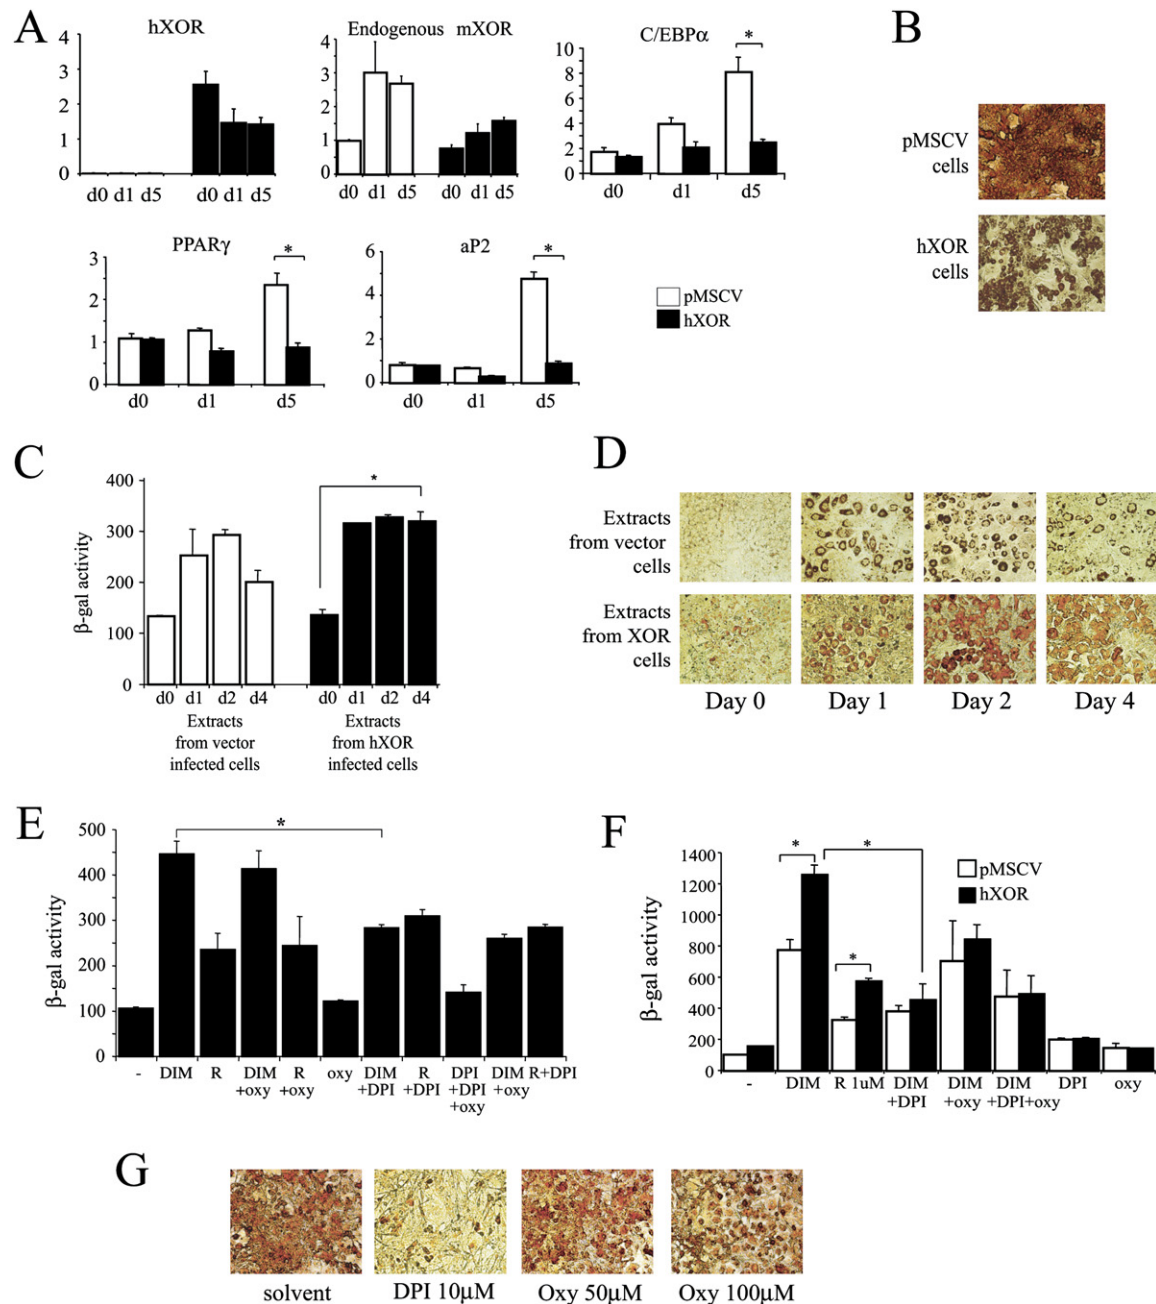 A
hXOR
4
3
2
1
0
d0 d1 d5
d0 d1 d5
Endogenous mXOR
4
3
2
1
0
d0 d1 d5
d0 d1 d5
C/EBPα
10
8
6
4
2
0
*
d0 d1 d5
B
pMSCV
cells
hXOR
cells
PPARγ
3
2
1
0
*
d0 d1 d5
aP2
6
4
2
0
*
d0 d1 d5
pMSCV
hXOR
C
β-gal activity
400
300
200
100
0
*
d0 d1 d2 d4
Extracts
from vector
infected cells
d0 d1 d2 d4
Extracts
from hXOR
infected cells
D
Extracts
from vector
cells
Extracts
from XOR
cells
Day 0 Day 1 Day 2 Day 4
E
β-gal activity
500
400
300
200
100
0
*
- DIM R DIM R oxy DIM R DPI DIM R+DPI
+oxy +oxy +DPI +DPI +DPI +oxy
+oxy
F
β-gal activity
1400
1200
1000
800
600
400
200
0
* * *
pMSCV
hXOR
- DIM R 1uM DIM DIM DIM DPI oxy
+DPI +oxy +DPI+oxy
G
solvent DPI 10μM Oxy 50μM Oxy 100μM